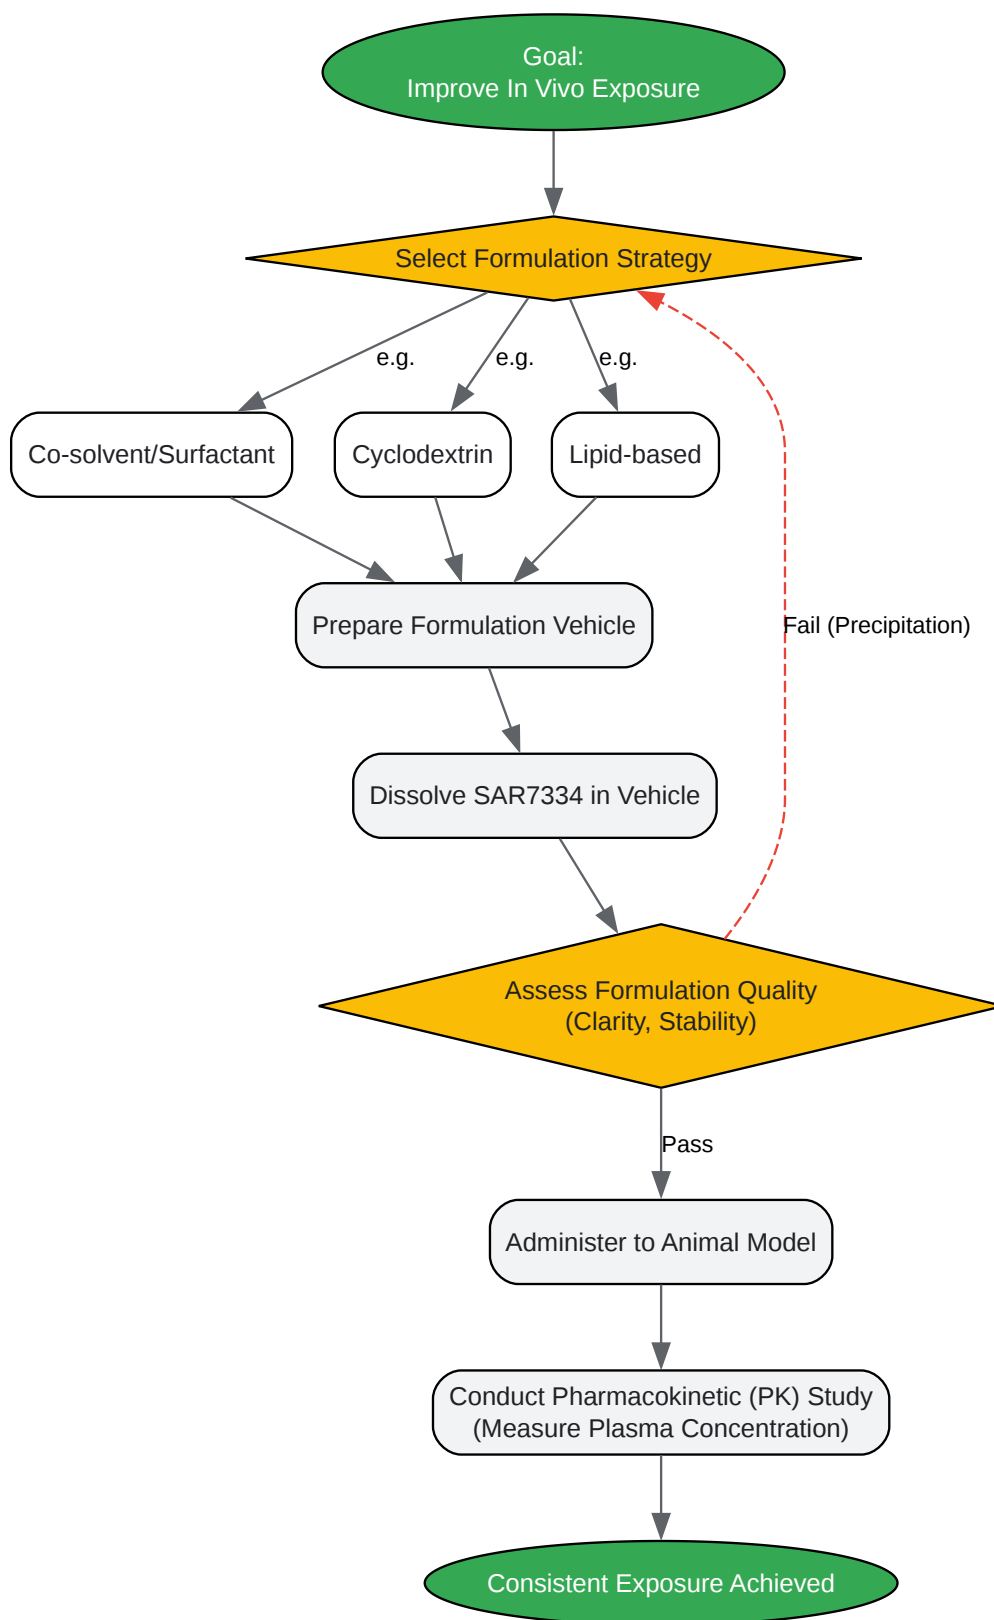 Goal:
Improve In Vivo Exposure
Select Formulation Strategy
e.g.
e.g.
e.g.
Co-solvent/Surfactant
Cyclodextrin
Lipid-based
Prepare Formulation Vehicle
Fail (Precipitation)
Dissolve SAR7334 in Vehicle
Assess Formulation Quality
(Clarity, Stability)
Pass
Administer to Animal Model
Conduct Pharmacokinetic (PK) Study
(Measure Plasma Concentration)
Consistent Exposure Achieved